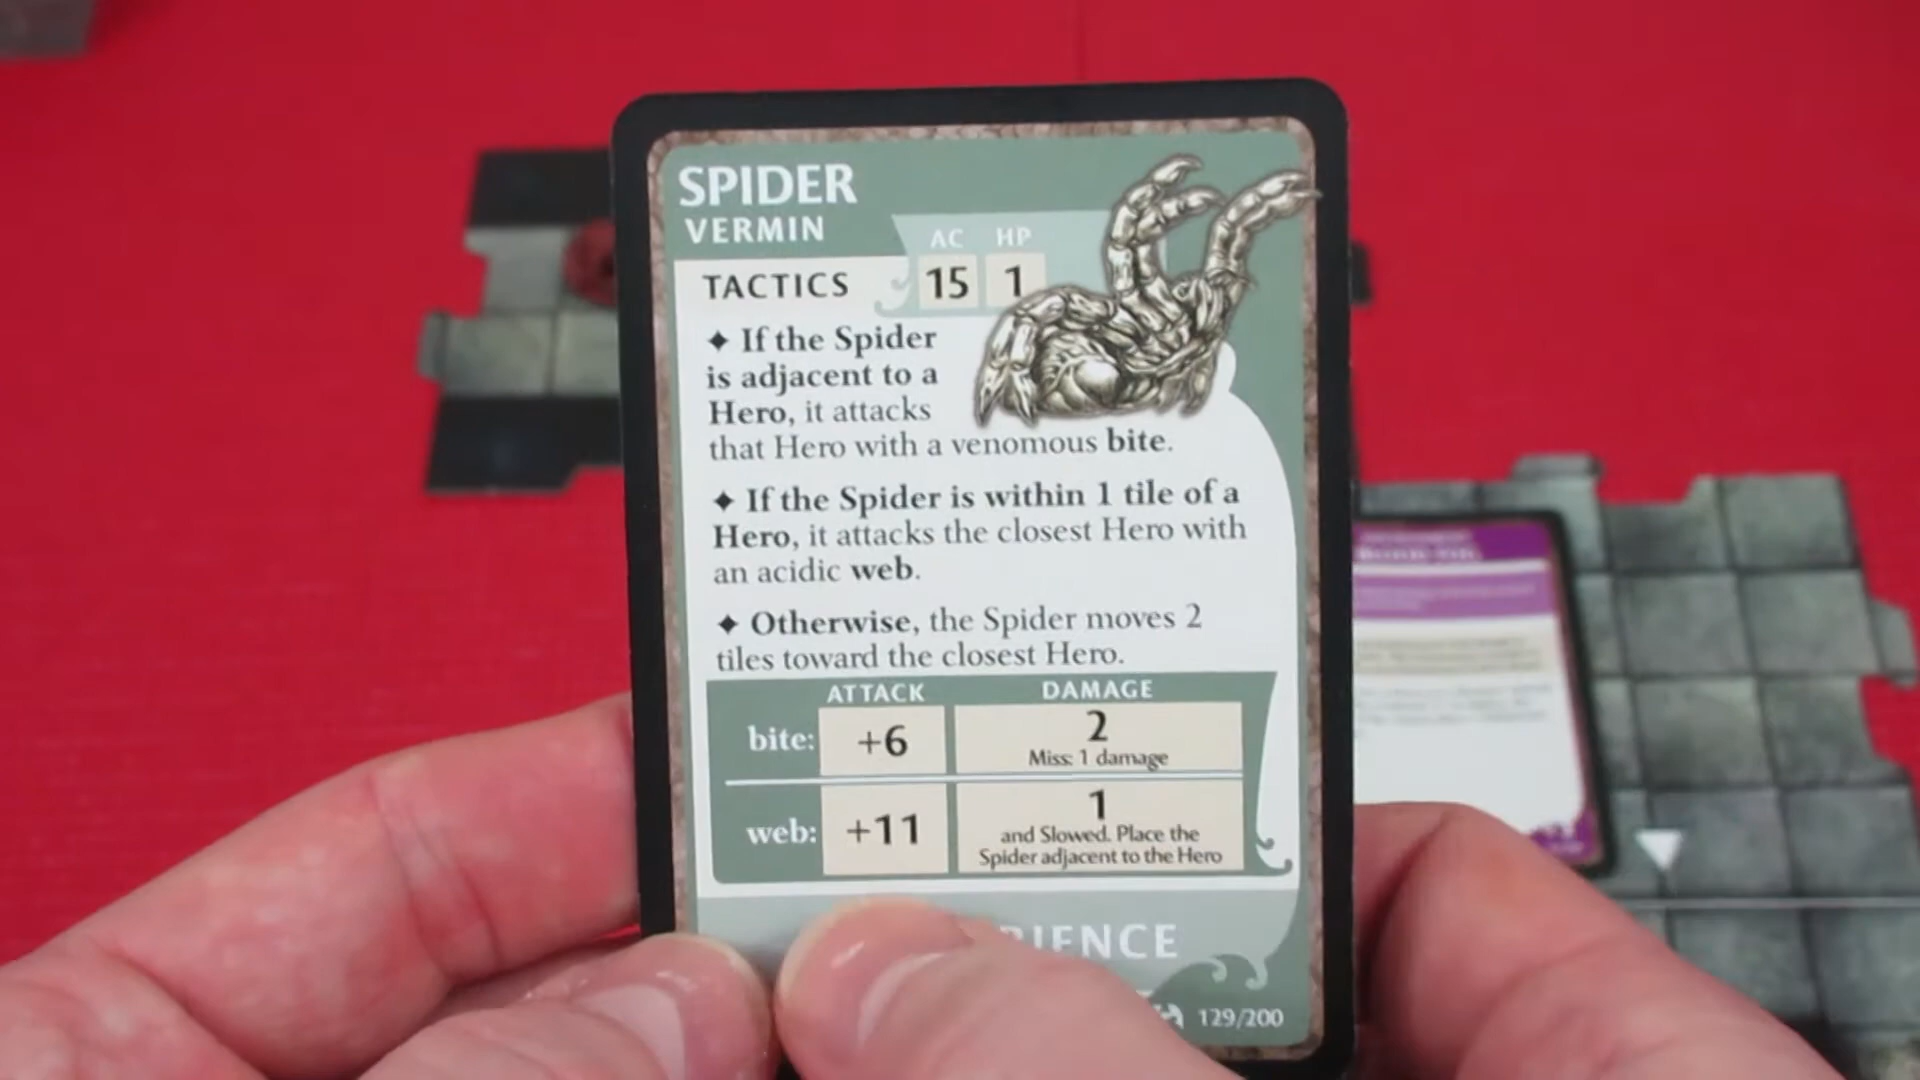 SPIDER
VERMIN
AC HP
TACTICS 15 1
✦ If the Spider
is adjacent to a
Hero, it attacks
that Hero with a venomous bite.
✦ If the Spider is within 1 tile of a
Hero, it attacks the closest Hero with
an acidic web.
✦ Otherwise, the Spider moves 2
tiles toward the closest Hero.
ATTACK DAMAGE
bite: +6 2
Miss: 1 damage
web: +11 1
and Slowed. Place the
Spider adjacent to the Hero
RIENCE
129/200